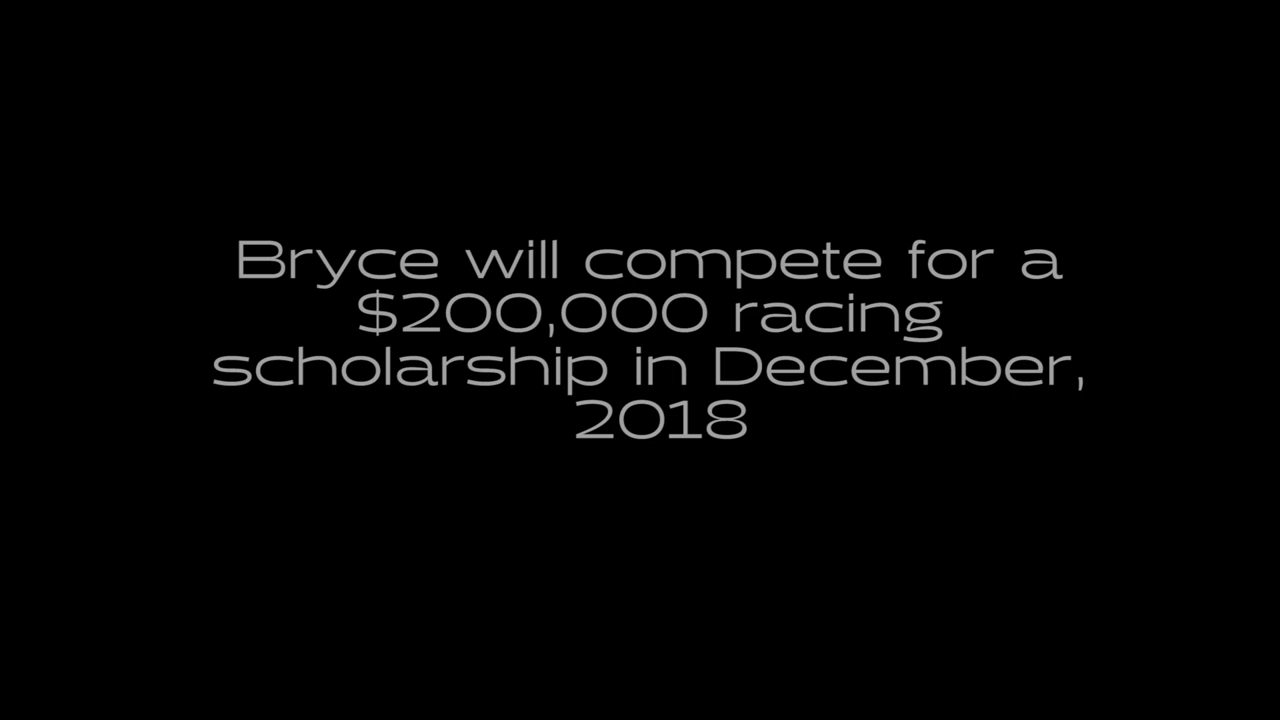 Bryce will compete for a
$200,000 racing
scholarship in December,
2018